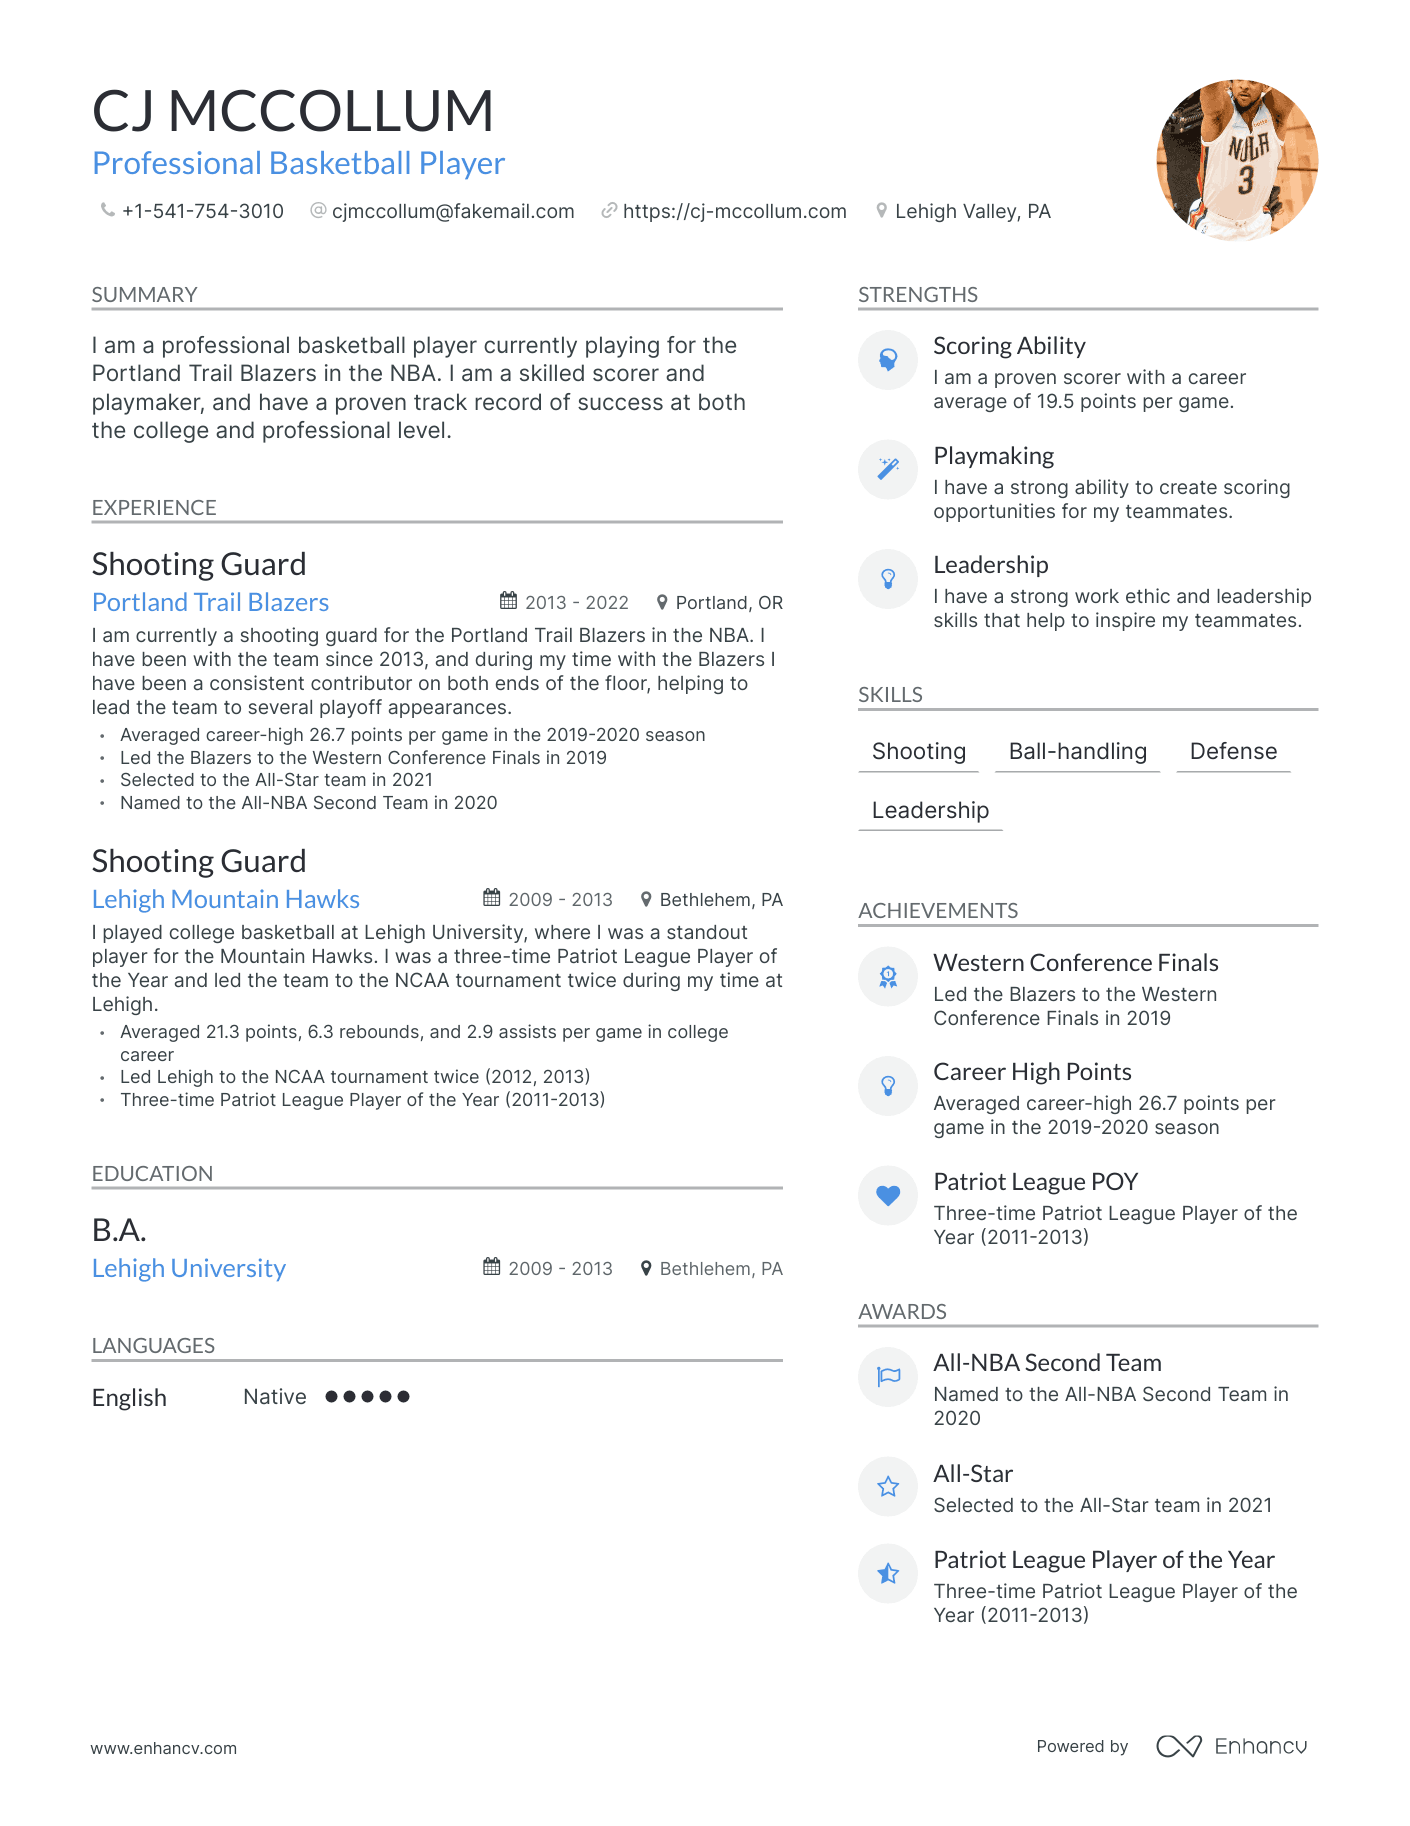 CJ MCCOLLUM
Professional Basketball Player
+1-541-754-3010 @ cjmccollum@fakemail.com https://cj-mccollum.com Lehigh Valley, PA
NOLA
3
SUMMARY
I am a professional basketball player currently playing for the
Portland Trail Blazers in the NBA. I am a skilled scorer and
playmaker, and have a proven track record of success at both
the college and professional level.
EXPERIENCE
Shooting Guard
Portland Trail Blazers 2013 - 2022 Portland, OR
I am currently a shooting guard for the Portland Trail Blazers in the NBA. I
have been with the team since 2013, and during my time with the Blazers I
have been a consistent contributor on both ends of the floor, helping to
lead the team to several playoff appearances.
• Averaged career-high 26.7 points per game in the 2019-2020 season
• Led the Blazers to the Western Conference Finals in 2019
• Selected to the All-Star team in 2021
• Named to the All-NBA Second Team in 2020
Shooting Guard
Lehigh Mountain Hawks 2009 - 2013 Bethlehem, PA
I played college basketball at Lehigh University, where I was a standout
player for the Mountain Hawks. I was a three-time Patriot League Player of
the Year and led the team to the NCAA tournament twice during my time at
Lehigh.
• Averaged 21.3 points, 6.3 rebounds, and 2.9 assists per game in college
career
• Led Lehigh to the NCAA tournament twice (2012, 2013)
• Three-time Patriot League Player of the Year (2011-2013)
EDUCATION
B.A.
Lehigh University 2009 - 2013 Bethlehem, PA
LANGUAGES
English Native
STRENGTHS
Scoring Ability
I am a proven scorer with a career
average of 19.5 points per game.
Playmaking
I have a strong ability to create scoring
opportunities for my teammates.
Leadership
I have a strong work ethic and leadership
skills that help to inspire my teammates.
SKILLS
Shooting Ball-handling Defense
Leadership
ACHIEVEMENTS
Western Conference Finals
Led the Blazers to the Western
Conference Finals in 2019
Career High Points
Averaged career-high 26.7 points per
game in the 2019-2020 season
Patriot League POY
Three-time Patriot League Player of the
Year (2011-2013)
AWARDS
All-NBA Second Team
Named to the All-NBA Second Team in
2020
All-Star
Selected to the All-Star team in 2021
Patriot League Player of the Year
Three-time Patriot League Player of the
Year (2011-2013)
www.enhancv.com
Powered by Enhancv